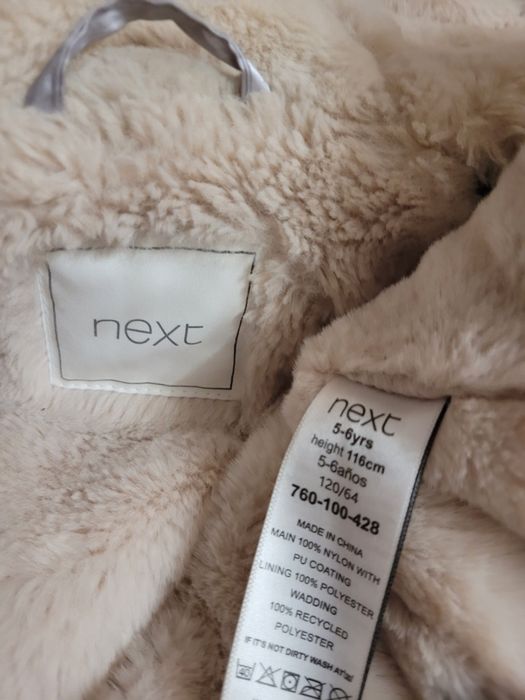 next
next
5-6yrs
height 116cm
5-6años
120/64
760-100-428
MADE IN CHINA
MAIN 100% NYLON WITH
PU COATING
LINING 100% POLYESTER
WADDING
100% RECYCLED
POLYESTER
IF IT'S NOT DIRTY WASH AT
40